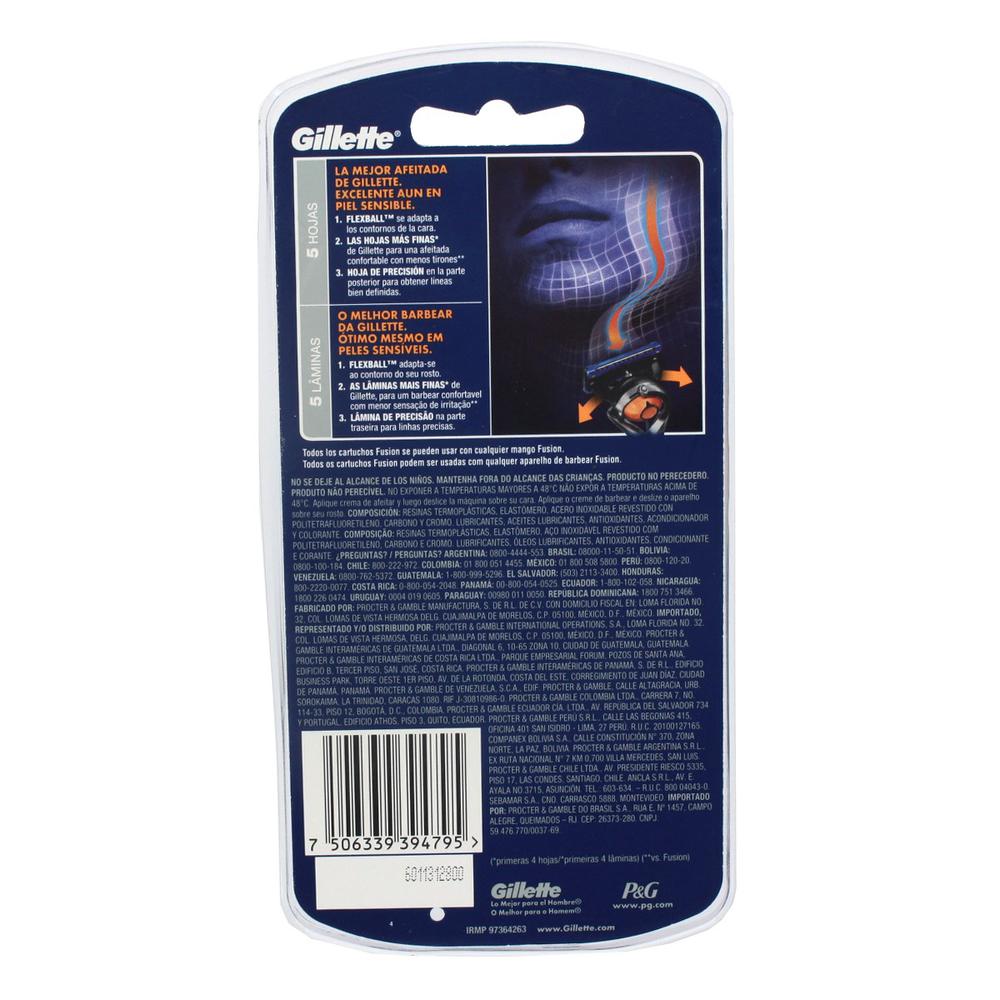 Gillette®
5 HOJAS
LA MEJOR AFEITADA
DE GILLETTE.
EXCELENTE AUN EN
PIEL SENSIBLE.
1. FLEXBALL™ se adapta a
los contornos de la cara.
2. LAS HOJAS MÁS FINAS*
de Gillette para una afeitada
confortable con menos tirones**
3. HOJA DE PRECISIÓN en la parte
posterior para obtener líneas
bien definidas.
5 LÂMINAS
O MELHOR BARBEAR
DA GILLETTE.
ÓTIMO MESMO EM
PELES SENSÍVEIS.
1. FLEXBALL™ adapta-se
ao contorno do seu rosto.
2. AS LÂMINAS MAIS FINAS* de
Gillette, para um barbear confortavel
com menor sensação de irritação**
3. LÂMINA DE PRECISÃO na parte
traseira para linhas precisas.
Todos los cartuchos Fusion se pueden usar con cualquier mango Fusion.
Todos os cartuchos Fusion podem ser usadas com qualquer aparelho de barbear Fusion.
NO SE DEJE AL ALCANCE DE LOS NIÑOS. MANTENHA FORA DO ALCANCE DAS CRIANÇAS. PRODUCTO NO PERECEDERO.
PRODUTO NÃO PERECÍVEL. NO EXPONER A TEMPERATURAS MAYORES A 48°C NÃO EXPOR A TEMPERATURAS ACIMA DE
48°C. Aplique crema de afeitar y luego deslice la máquina sobre su cara. Aplique o creme de barbear e deslize o aparelho
sobre seu rosto. COMPOSICIÓN: RESINAS TERMOPLÁSTICAS, ELASTÓMERO, ACERO INOXIDABLE REVESTIDO CON
POLITETRAFLUORETILENO, CARBONO Y CROMO. LUBRICANTES, ACEITES LUBRICANTES, ANTIOXIDANTES, ACONDICIONADOR
Y COLORANTE. COMPOSIÇÃO: RESINAS TERMOPLÁSTICAS, ELASTÔMERO, AÇO INOXIDÁVEL REVESTIDO COM
POLITETRAFLUORETILENO, CARBONO E CROMO. LUBRIFICANTES, ÓLEOS LUBRIFICANTES, ANTIOXIDANTES, CONDICIONANTE
E CORANTE. ¿PREGUNTAS? / PERGUNTAS? ARGENTINA: 0800-4444-553. BRASIL: 08000-11-50-51. BOLIVIA:
0800-100-184. CHILE: 800-222-972. COLOMBIA: 01 800 051 4455. MÉXICO: 01 800 508 5800. PERÚ: 0800-120-20.
VENEZUELA: 0800-762-5372. GUATEMALA: 1-800-999-5296. EL SALVADOR: (503) 2113-3400. HONDURAS:
800-2220-0077. COSTA RICA: 0-800-054-2048. PANAMÁ: 00-800-054-0525. ECUADOR: 1-800-102-058. NICARAGUA:
1800 226 0474. URUGUAY: 0004 019 0605. PARAGUAY: 00980 011 0050. REPÚBLICA DOMINICANA: 1800 751 3466.
FABRICADO POR: PROCTER & GAMBLE MANUFACTURA, S. DE R.L. DE C.V. CON DOMICILIO FISCAL EN: LOMA FLORIDA NO.
32, COL. LOMAS DE VISTA HERMOSA DELG. CUAJIMALPA DE MORELOS, C.P. 05100, MÉXICO, D.F., MÉXICO. IMPORTADO,
REPRESENTADO Y/O DISTRIBUIDO POR: PROCTER & GAMBLE INTERNATIONAL OPERATIONS, S.A., LOMA FLORIDA NO. 32.
COL. LOMAS DE VISTA HERMOSA, DELG. CUAJIMALPA DE MORELOS, C.P. 05100, MÉXICO, D.F., MÉXICO. PROCTER &
GAMBLE INTERAMÉRICAS DE GUATEMALA LTD., DIAGONAL 6, 10-65 ZONA 10, CIUDAD DE GUATEMALA, GUATEMALA.
PROCTER & GAMBLE INTERAMÉRICAS DE COSTA RICA LTD., PARQUE EMPRESARIAL FORUM, POZOS DE SANTA ANA,
EDIFICIO B, TERCER PISO, SAN JOSÉ, COSTA RICA. PROCTER & GAMBLE INTERAMÉRICAS DE PANAMÁ, S. DE R.L., EDIFICIO
BUSINESS PARK, TORRE OESTE 1ER PISO, AV. DE LA ROTONDA, COSTA DEL ESTE, CORREGIMIENTO DE JUAN DÍAZ, CIUDAD
DE PANAMÁ, PANAMÁ. PROCTER & GAMBLE DE VENEZUELA, S.C.A., EDIF. PROCTER & GAMBLE, CALLE ALTAGRACIA, URB.
SOROKAIMA, LA TRINIDAD, CARACAS 1080. RIF J-30810986-0. PROCTER & GAMBLE COLOMBIA LTD., CARRERA 7, NO.
114-33, PISO 12, BOGOTÁ, D.C., COLOMBIA. PROCTER & GAMBLE ECUADOR CÍA. LTDA., AV. REPÚBLICA DEL SALVADOR 734
Y PORTUGAL, EDIFICIO ATHOS, PISO 3, QUITO, ECUADOR. PROCTER & GAMBLE PERÚ S.R.L., CALLE LAS BEGONIAS 415,
OFICINA 401 SAN ISIDRO - LIMA, 27 PERÚ. R.U.C. 20100127165.
COMPANEX BOLIVIA S.A., CALLE CONSTITUCIÓN N° 370, ZONA
NORTE, LA PAZ, BOLIVIA. PROCTER & GAMBLE ARGENTINA S.R.L.,
EX RUTA NACIONAL N° 7 KM 0,700 VILLA MERCEDES, SAN LUIS.
PROCTER & GAMBLE CHILE LTD., AV. PRESIDENTE RIESCO 5335,
PISO 17, LAS CONDES, SANTIAGO, CHILE. ANCLA S.R.L., AV. E.
AYALA NO.3715, ASUNCIÓN. TEL.: 603-634. – R.U.C. 800 04043-0.
SEBAMAR S.A., CNO. CARRASCO 5888, MONTEVIDEO. IMPORTADO
POR: PROCTER & GAMBLE DO BRASIL S.A., RUA E, N° 1457, CAMPO
ALEGRE, QUEIMADOS – RJ. CEP: 26373-280. CNPJ.
59.476.770/0037-69.
7 506339 394795 >
(*primeras 4 hojas/*primeiras 4 lâminas) (**vs. Fusion)
6011312800
Gillette
Lo Mejor para el Hombre®
O Melhor para o Homem®
P&G
www.pg.com
4
IRMP 97364263 www.Gillette.com